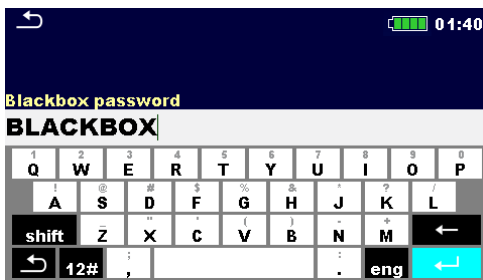 01:40
Blackbox password
BLACKBOX
1 2 3 4 5 6 7 8 9 0
Q W E R T Y U I O P
! @ # $ % & * ? /
A S D F G H J K L
- " ' ( ) - +
shift Z X C V B N M ←
; :
12# , . eng